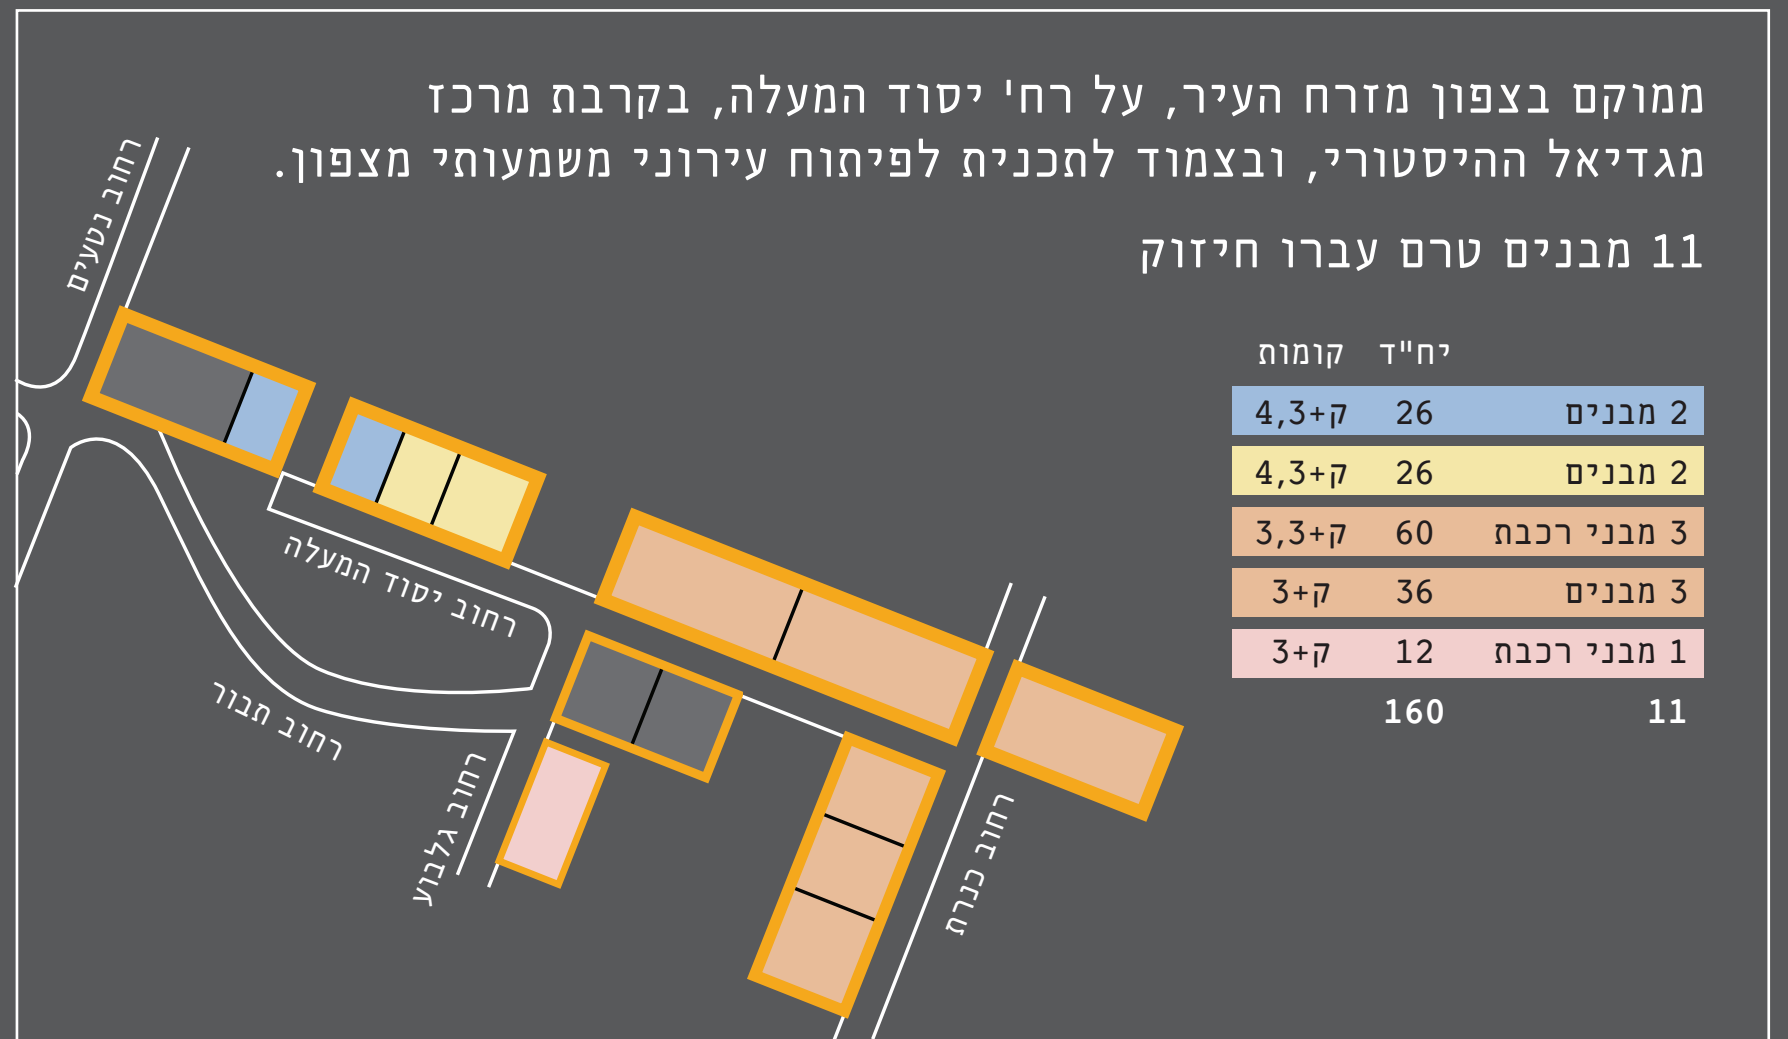 ממוקם בצפון מזרח העיר, על רח' יסוד המעלה, בקרבת מרכז
מגדיאל ההיסטורי, ובצמוד לתכנית לפיתוח עירוני משמעותי מצפון.
11 מבנים טרם עברו חיזוק
יח"ד קומות
2 מבנים 26 ק+4,3
2 מבנים 26 ק+4,3
3 מבני רכבת 60 ק+3,3
3 מבנים 36 ק+3
1 מבני רכבת 12 ק+3
11 160
רחוב נטעים
רחוב יסוד המעלה
רחוב תבור
רחוב גלבוע
רחוב כנרת